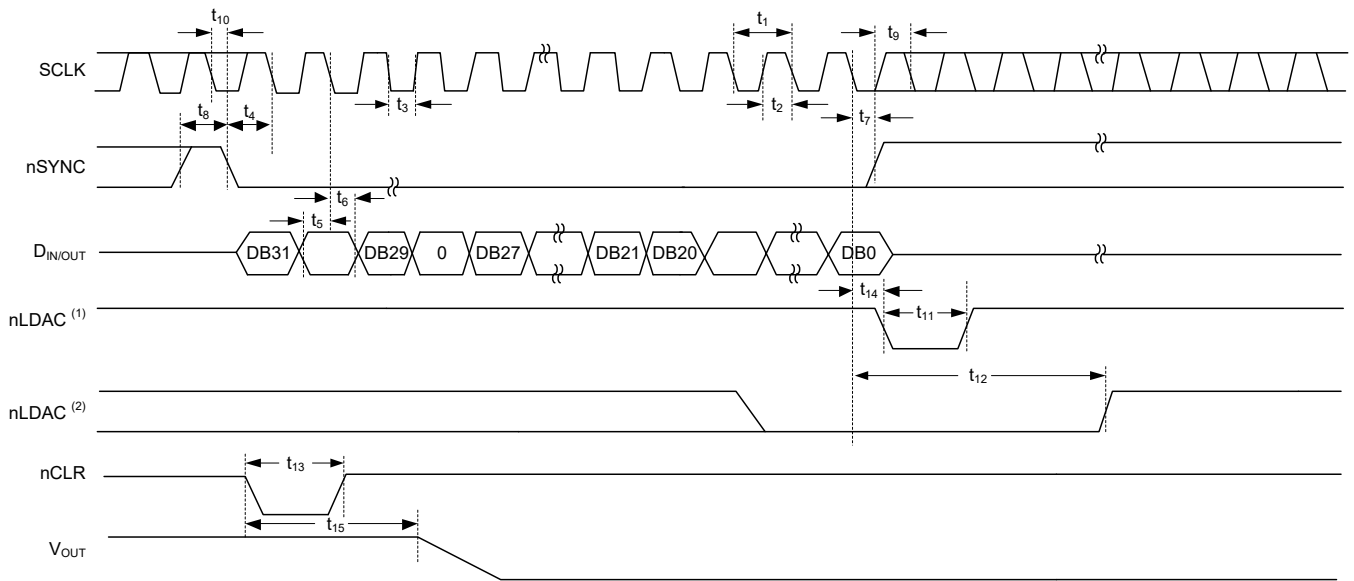 t10
t1
t9
SCLK
t8
t4
t3
t2
t7
nSYNC
t6
t5
DIN/OUT
DB31
DB29
0
DB27
DB21
DB20
DB0
t14
nLDAC (1)
t11
t12
nLDAC (2)
nCLR
t13
t15
VOUT